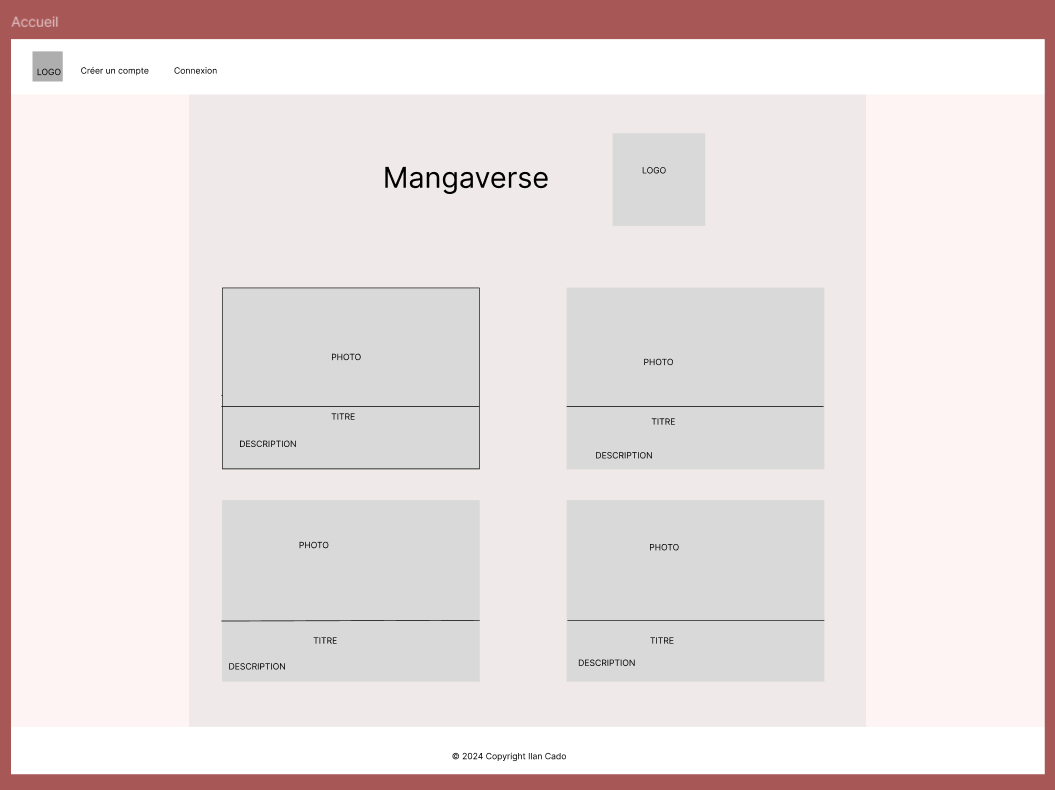 Accueil
LOGO Créer un compte Connexion
Mangaverse
LOGO
PHOTO
TITRE
DESCRIPTION
PHOTO
TITRE
DESCRIPTION
PHOTO
TITRE
DESCRIPTION
PHOTO
TITRE
DESCRIPTION
© 2024 Copyright Ilan Cado